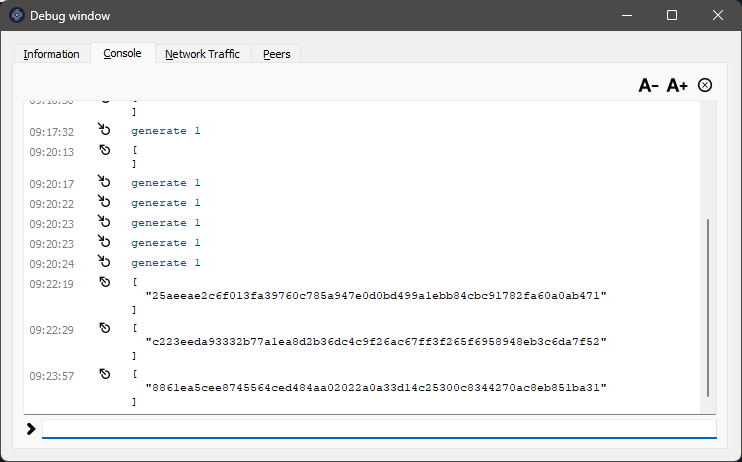 Debug window
Information
Console
Network Traffic
Peers
A- A+
]
09:17:32 generate 1
09:20:13 [
]
09:20:17 generate 1
09:20:22 generate 1
09:20:23 generate 1
09:20:23 generate 1
09:20:24 generate 1
09:22:19 [
"25aeeae2c6f013fa39760c785a947e0d0bd499a1ebb84cbc91782fa60a0ab471"
]
09:22:29 [
"c223eeda93332b77a1ea8d2b36dc4c9f26ac67ff3f265f6958948eb3c6da7f52"
]
09:23:57 [
"8861ea5cee8745564ced484aa02022a0a33d14c25300c8344270ac8eb851ba31"
]